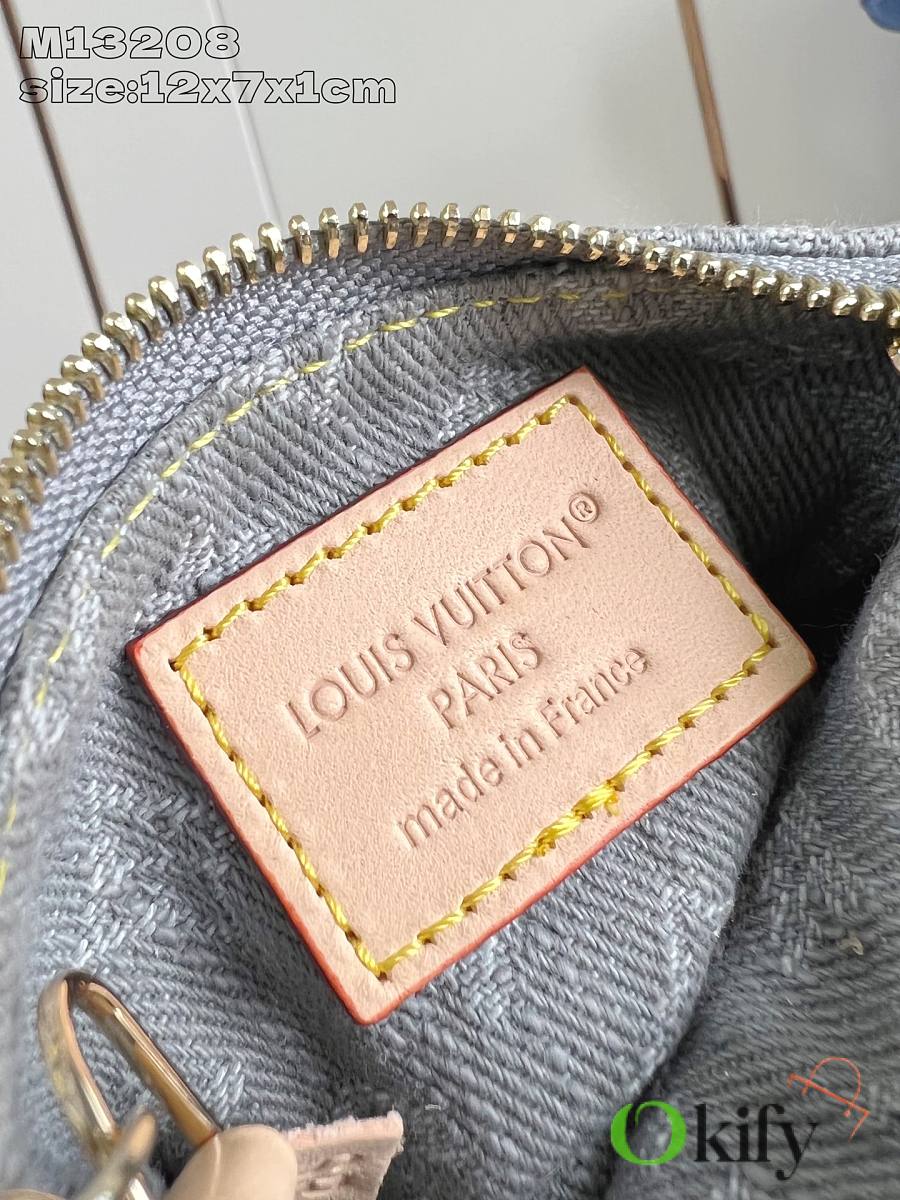 M13208
size:12x7x1cm
LOUIS VUITTON®
PARIS
made in France
Okify